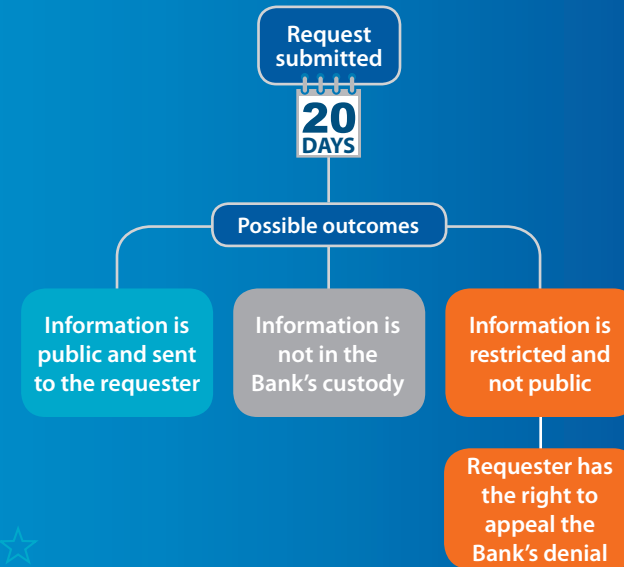 Request
submitted
20
DAYS
Possible outcomes
Information is
public and sent
to the requester
Information is
not in the
Bank's custody
Information is
restricted and
not public
Requester has
the right to
appeal the
Bank's denial